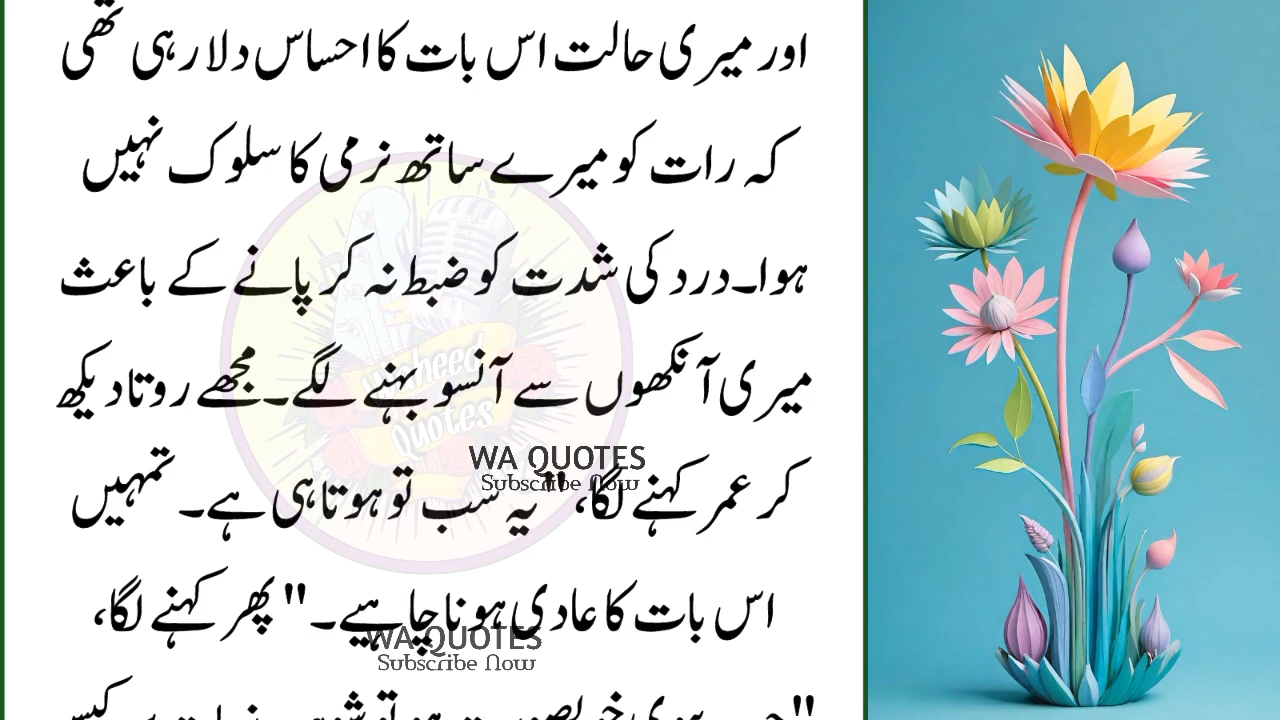 اور میری حالت اس بات کا احساس دلا رہی تھی
کہ رات کو میرے ساتھ نرمی کا سلوک نہیں
ہوا۔ درد کی شدت کو ضبط نہ کر پانے کے باعث
میری آنکھوں سے آنسو بہنے لگے۔ مجھے روتا دیکھ
Waheed
Quotes
WA QUOTES
Subscribe Now
کر عمر کہنے لگا، "یہ سب تو ہوتا ہی ہے۔ تمہیں
اس بات کا عادی ہونا چاہیے۔" پھر کہنے لگا،
WA QUOTES
Subscribe Now